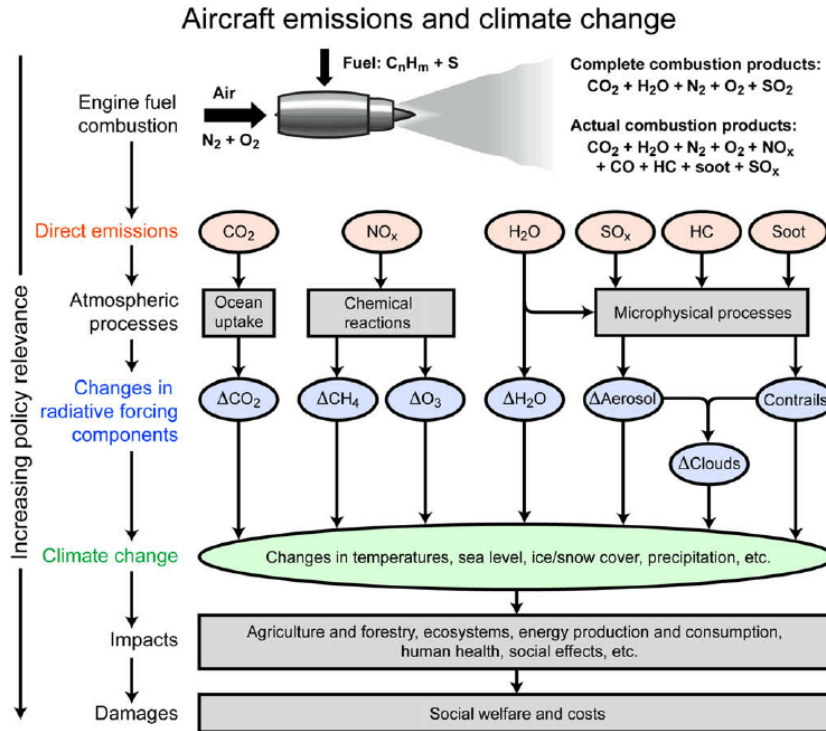 Aircraft emissions and climate change
Increasing policy relevance
Engine fuel
combustion
Air
N₂ + O₂
Fuel: CₙHₘ + S
Complete combustion products:
CO₂ + H₂O + N₂ + O₂ + SO₂
Actual combustion products:
CO₂ + H₂O + N₂ + O₂ + NOₓ
+ CO + HC + soot + SOₓ
Direct emissions
CO₂
NOₓ
H₂O
SOₓ
HC
Soot
Atmospheric
processes
Ocean
uptake
Chemical
reactions
Microphysical processes
Changes in
radiative forcing
components
ΔCO₂
ΔCH₄
ΔO₃
ΔH₂O
ΔAerosol
Contrails
ΔClouds
Climate change
Changes in temperatures, sea level, ice/snow cover, precipitation, etc.
Impacts
Agriculture and forestry, ecosystems, energy production and consumption,
human health, social effects, etc.
Damages
Social welfare and costs